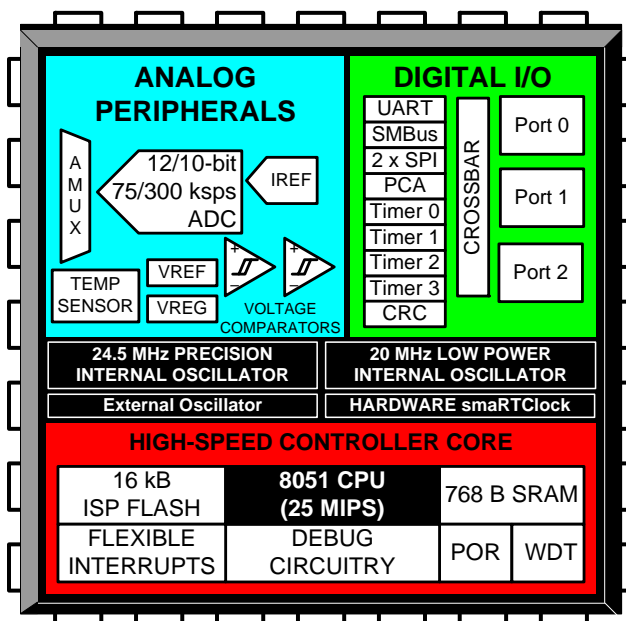 ANALOG
PERIPHERALS
A
M
U
X
12/10-bit
75/300 ksps
ADC
IREF
TEMP
SENSOR
VREF
VREG
+
–
+
–
VOLTAGE
COMPARATORS
DIGITAL I/O
UART
SMBus
2 x SPI
PCA
Timer 0
Timer 1
Timer 2
Timer 3
CRC
CROSSBAR
Port 0
Port 1
Port 2
24.5 MHz PRECISION
INTERNAL OSCILLATOR
20 MHz LOW POWER
INTERNAL OSCILLATOR
External Oscillator
HARDWARE smaRTClock
HIGH-SPEED CONTROLLER CORE
16 kB
ISP FLASH
8051 CPU
(25 MIPS)
768 B SRAM
FLEXIBLE
INTERRUPTS
DEBUG
CIRCUITRY
POR
WDT